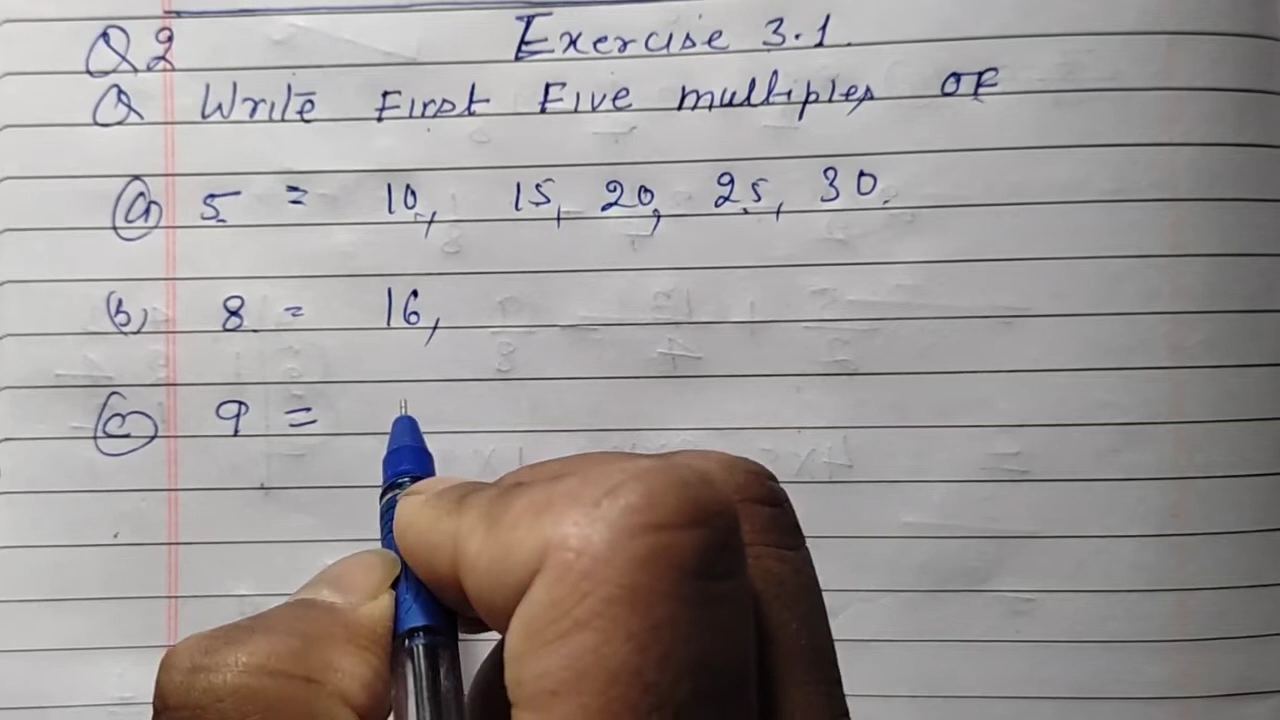 Q2 Exercise 3.1
Q Write First Five multiples OF
(a) 5 = 10, 15, 20, 25, 30.
(b) 8 = 16,
(c) 9 =